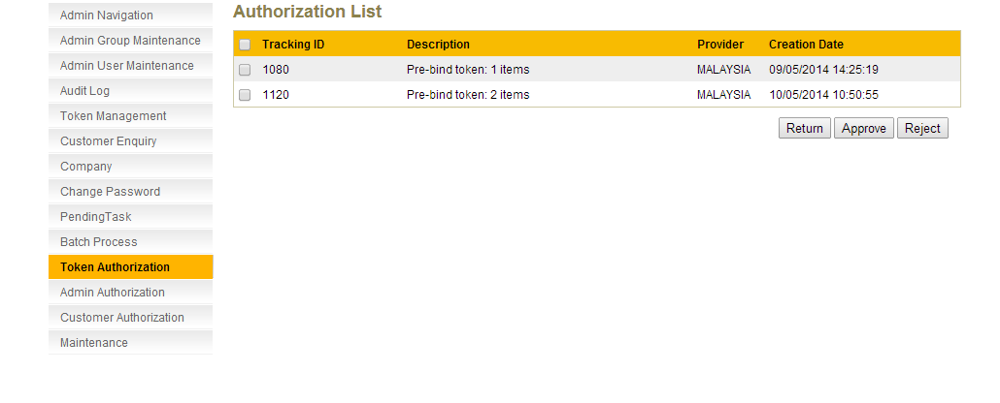 Admin Navigation
Admin Group Maintenance
Admin User Maintenance
Audit Log
Token Management
Customer Enquiry
Company
Change Password
PendingTask
Batch Process
Token Authorization
Admin Authorization
Customer Authorization
Maintenance
Authorization List
Tracking ID Description Provider Creation Date
1080 Pre-bind token: 1 items MALAYSIA 09/05/2014 14:25:19
1120 Pre-bind token: 2 items MALAYSIA 10/05/2014 10:50:55
Return Approve Reject